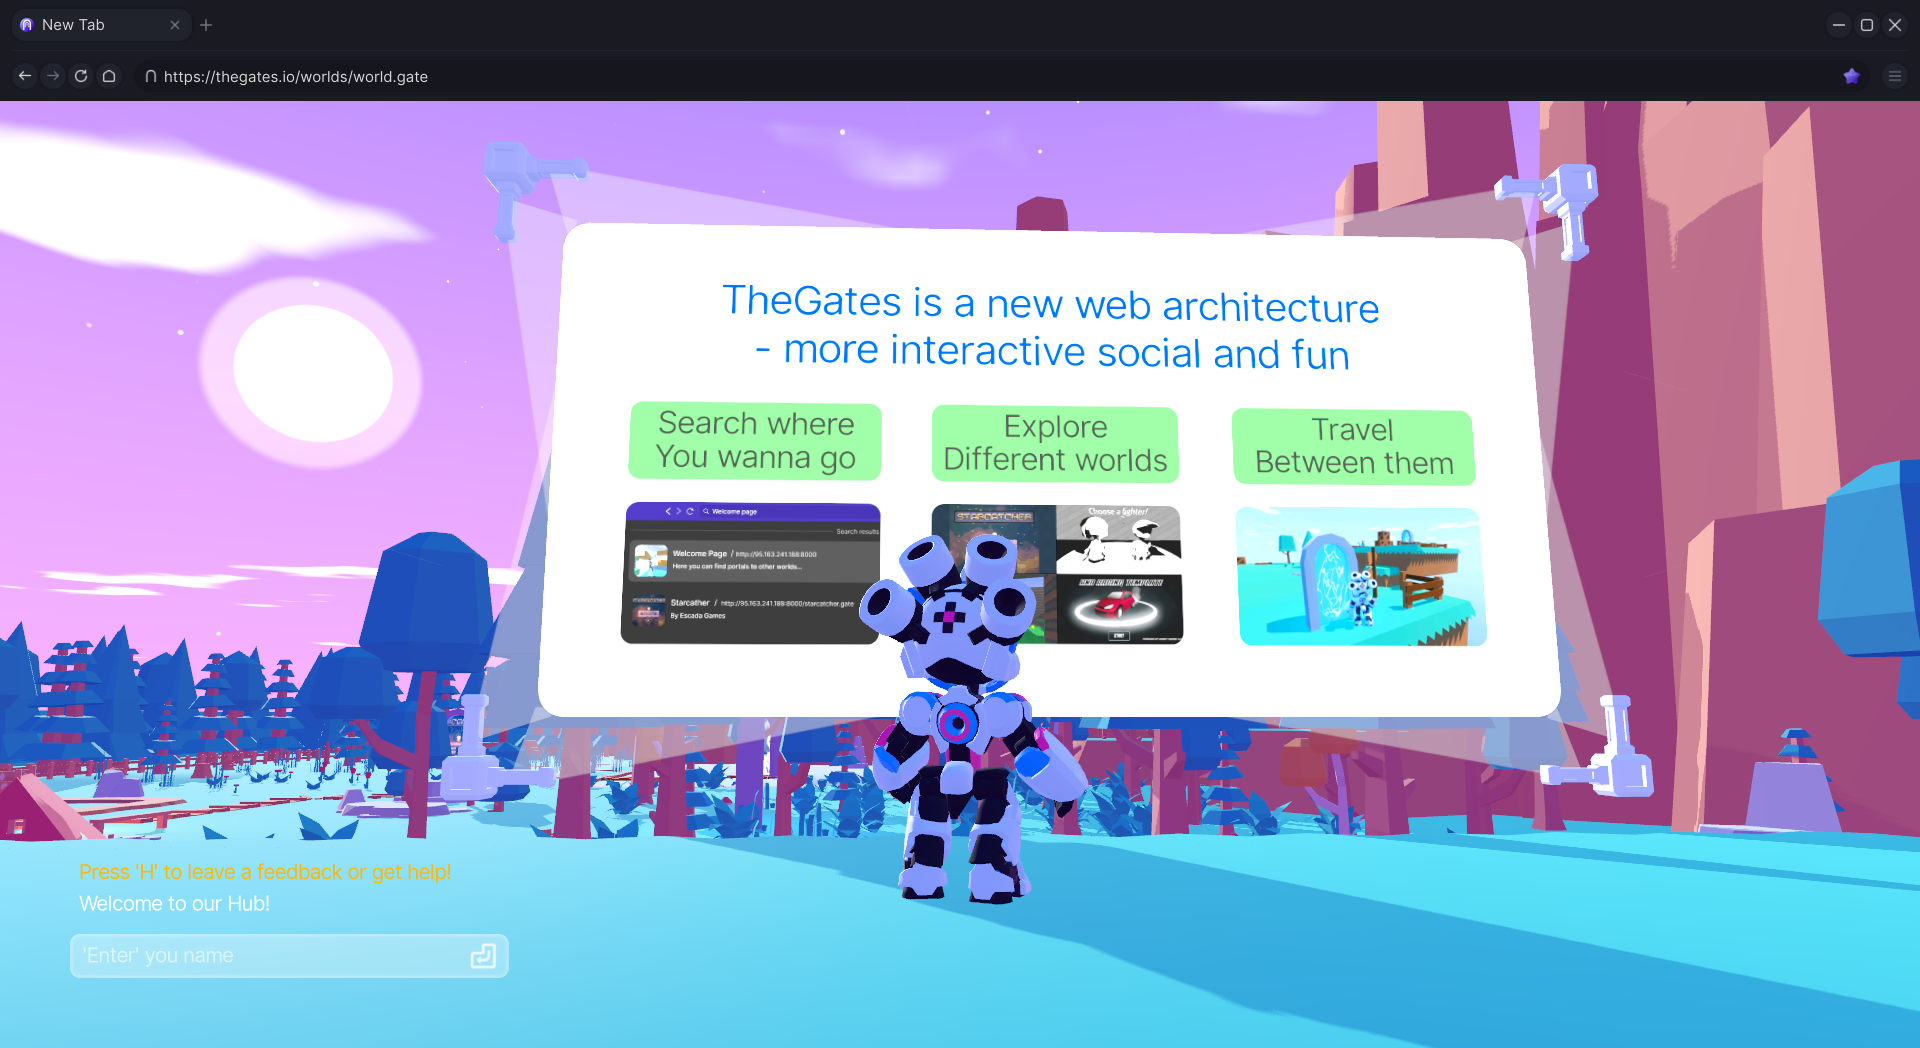 New Tab
https://thegates.io/worlds/world.gate
TheGates is a new web architecture
- more interactive social and fun
Search where
You wanna go
Explore
Different worlds
Travel
Between them
Welcome page
Search results
Welcome Page / http://95.163.241.188:8000
Here you can find portals to other worlds...
Starcather / http://95.163.241.188:8000/starcatcher.gate
By Escada Games
STARCATCHER
Choose a fighter!
RACING TEMPLATE
START
Press 'H' to leave a feedback or get help!
Welcome to our Hub!
'Enter' you name